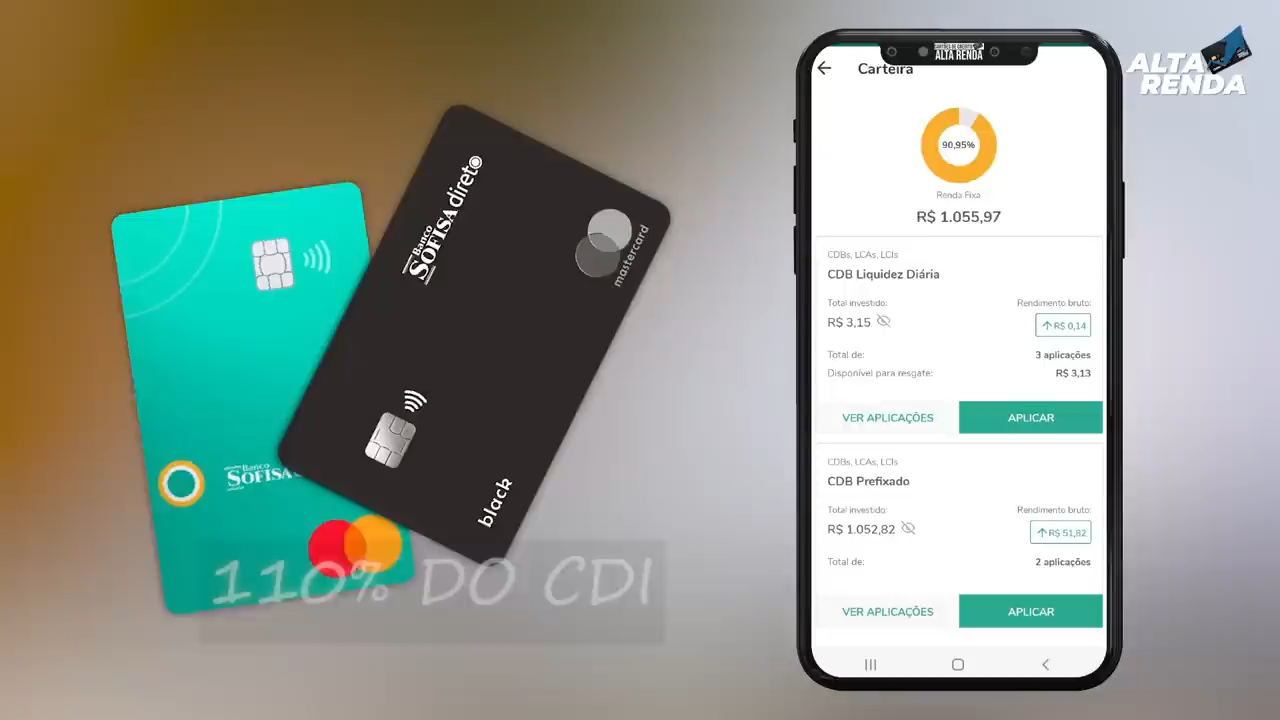 ALTA
RENDA
Banco
SOFISA direto
mastercard
black
Banco
SOFISA
110% DO CDI
CARTÕES DE CRÉDITO
ALTA RENDA
Carteira
90,95%
Renda Fixa
R$ 1.055,97
CDBs, LCAs, LCIs
CDB Liquidez Diária
Total investido: Rendimento bruto:
R$ 3,15 R$ 0,14
Total de: 3 aplicações
Disponível para resgate: R$ 3,13
VER APLICAÇÕES APLICAR
CDBs, LCAs, LCIs
CDB Prefixado
Total investido: Rendimento bruto:
R$ 1.052,82 R$ 51,82
Total de: 2 aplicações
VER APLICAÇÕES APLICAR